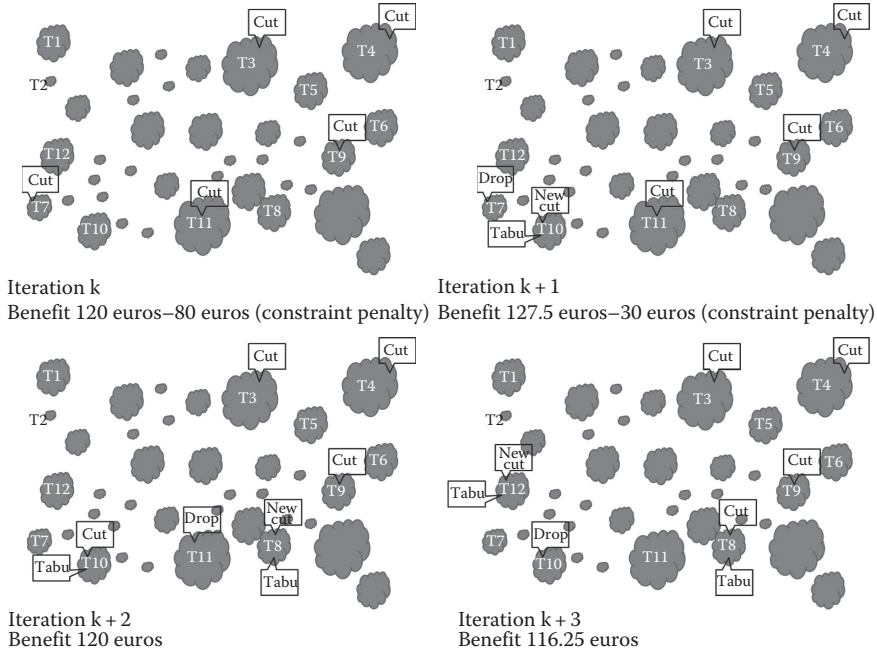 Cut
Cut
T1
T3
T4
T2
T5
Cut
T6
T12
T9
Cut
Cut
T7
T10
T11
T8
Iteration k
Benefit 120 euros–80 euros (constraint penalty)
Cut
Cut
T1
T3
T4
T2
T5
Cut
T6
T12
T9
Drop
New
cut
Cut
T7
Tabu
T10
T11
T8
Iteration k + 1
Benefit 127.5 euros–30 euros (constraint penalty)
Cut
Cut
T1
T3
T4
T2
T5
Cut
T6
T12
T9
Drop
New
cut
Cut
T7
T10
T11
T8
Tabu
Tabu
Iteration k + 2
Benefit 120 euros
Cut
Cut
T1
T3
T4
T2
T5
New
cut
Cut
T6
Tabu
T12
T9
Cut
Drop
T7
T10
T11
T8
Tabu
Iteration k + 3
Benefit 116.25 euros